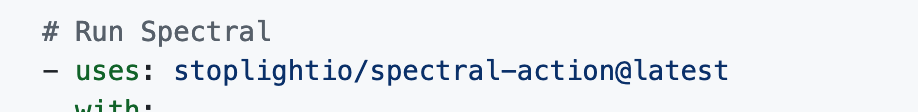 # Run Spectral
- uses: stoplightio/spectral-action@latest
with: